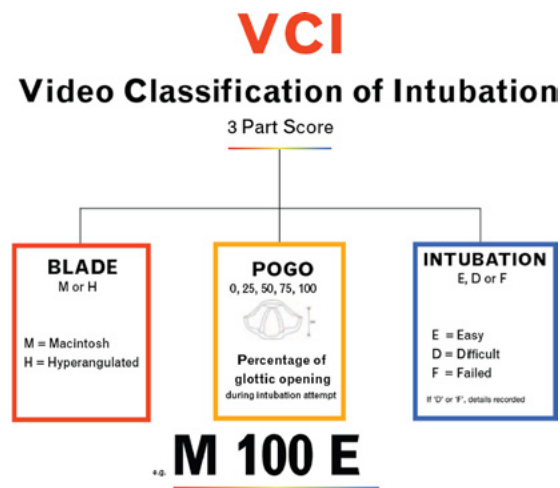 VCI
Video Classification of Intubation
3 Part Score
BLADE
M or H
M = Macintosh
H = Hyperangulated
POGO
0, 25, 50, 75, 100
Percentage of
glottic opening
during intubation attempt
INTUBATION
E, D or F
E = Easy
D = Difficult
F = Failed
If 'D' or 'F', details recorded
e.g. M 100 E